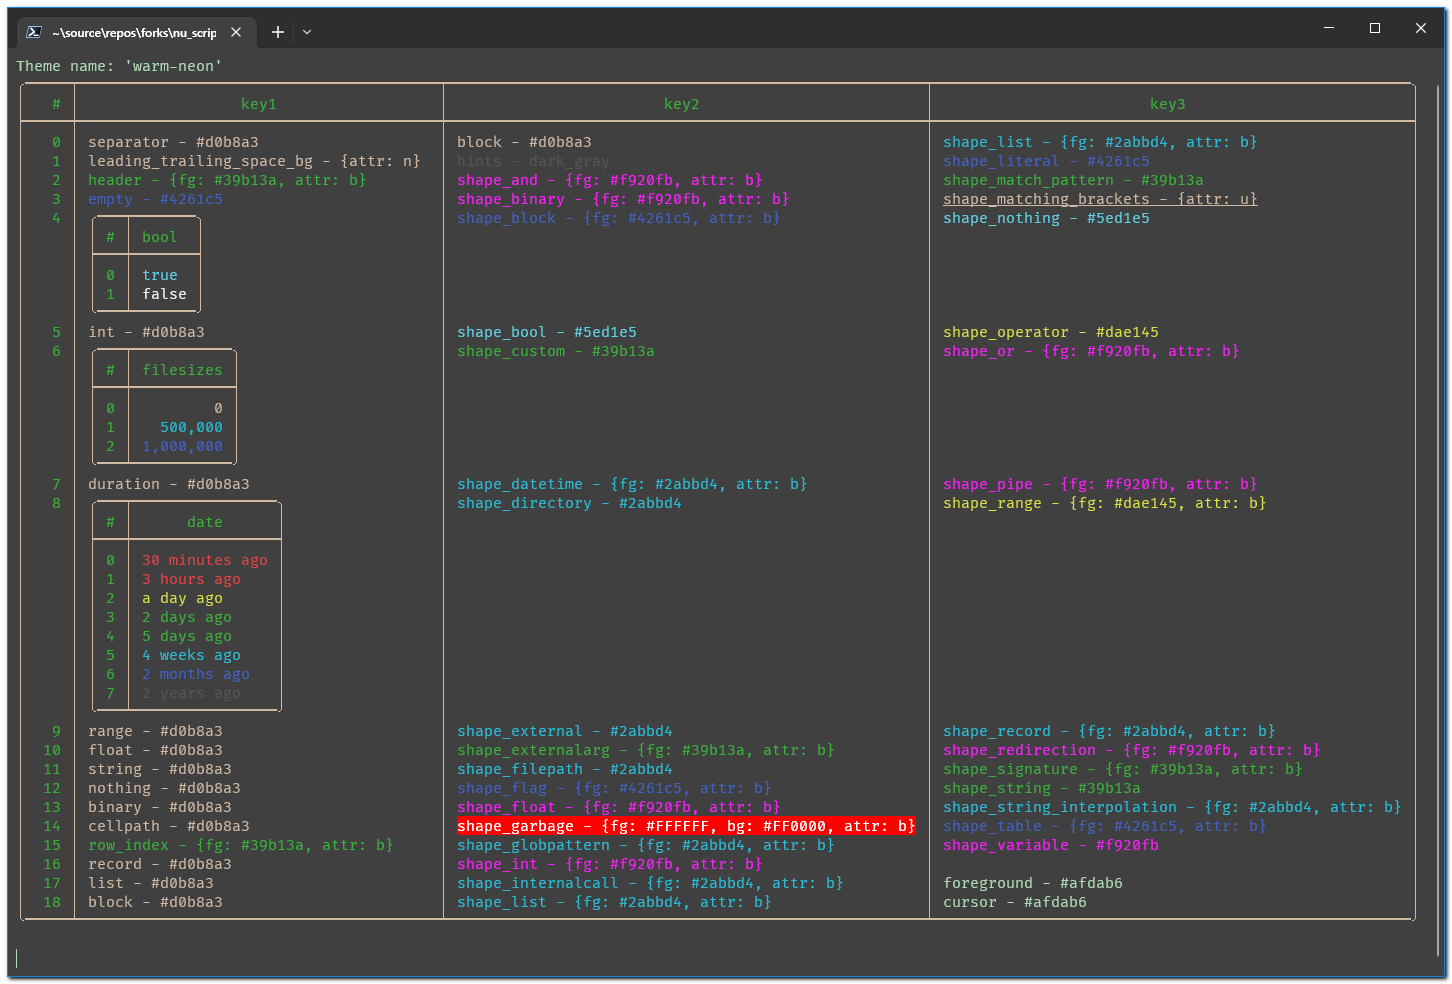 ~\source\repos\forks\nu_scrip
Theme name: 'warm-neon'
# key1 key2 key3
0 separator - #d0b8a3 block - #d0b8a3 shape_list - {fg: #2abbd4, attr: b}
1 leading_trailing_space_bg - {attr: n} hints - dark_gray shape_literal - #4261c5
2 header - {fg: #39b13a, attr: b} shape_and - {fg: #f920fb, attr: b} shape_match_pattern - #39b13a
3 empty - #4261c5 shape_binary - {fg: #f920fb, attr: b} shape_matching_brackets - {attr: u}
4 shape_block - {fg: #4261c5, attr: b} shape_nothing - #5ed1e5
# bool
0 true
1 false
5 int - #d0b8a3 shape_bool - #5ed1e5 shape_operator - #dae145
6 shape_custom - #39b13a shape_or - {fg: #f920fb, attr: b}
# filesizes
0 0
1 500,000
2 1,000,000
7 duration - #d0b8a3 shape_datetime - {fg: #2abbd4, attr: b} shape_pipe - {fg: #f920fb, attr: b}
8 shape_directory - #2abbd4 shape_range - {fg: #dae145, attr: b}
# date
0 30 minutes ago
1 3 hours ago
2 a day ago
3 2 days ago
4 5 days ago
5 4 weeks ago
6 2 months ago
7 2 years ago
9 range - #d0b8a3 shape_external - #2abbd4 shape_record - {fg: #2abbd4, attr: b}
10 float - #d0b8a3 shape_externalarg - {fg: #39b13a, attr: b} shape_redirection - {fg: #f920fb, attr: b}
11 string - #d0b8a3 shape_filepath - #2abbd4 shape_signature - {fg: #39b13a, attr: b}
12 nothing - #d0b8a3 shape_flag - {fg: #4261c5, attr: b} shape_string - #39b13a
13 binary - #d0b8a3 shape_float - {fg: #f920fb, attr: b} shape_string_interpolation - {fg: #2abbd4, attr: b}
14 cellpath - #d0b8a3 shape_garbage - {fg: #FFFFFF, bg: #FF0000, attr: b} shape_table - {fg: #4261c5, attr: b}
15 row_index - {fg: #39b13a, attr: b} shape_globpattern - {fg: #2abbd4, attr: b} shape_variable - #f920fb
16 record - #d0b8a3 shape_int - {fg: #f920fb, attr: b}
17 list - #d0b8a3 shape_internalcall - {fg: #2abbd4, attr: b} foreground - #afdab6
18 block - #d0b8a3 shape_list - {fg: #2abbd4, attr: b} cursor - #afdab6